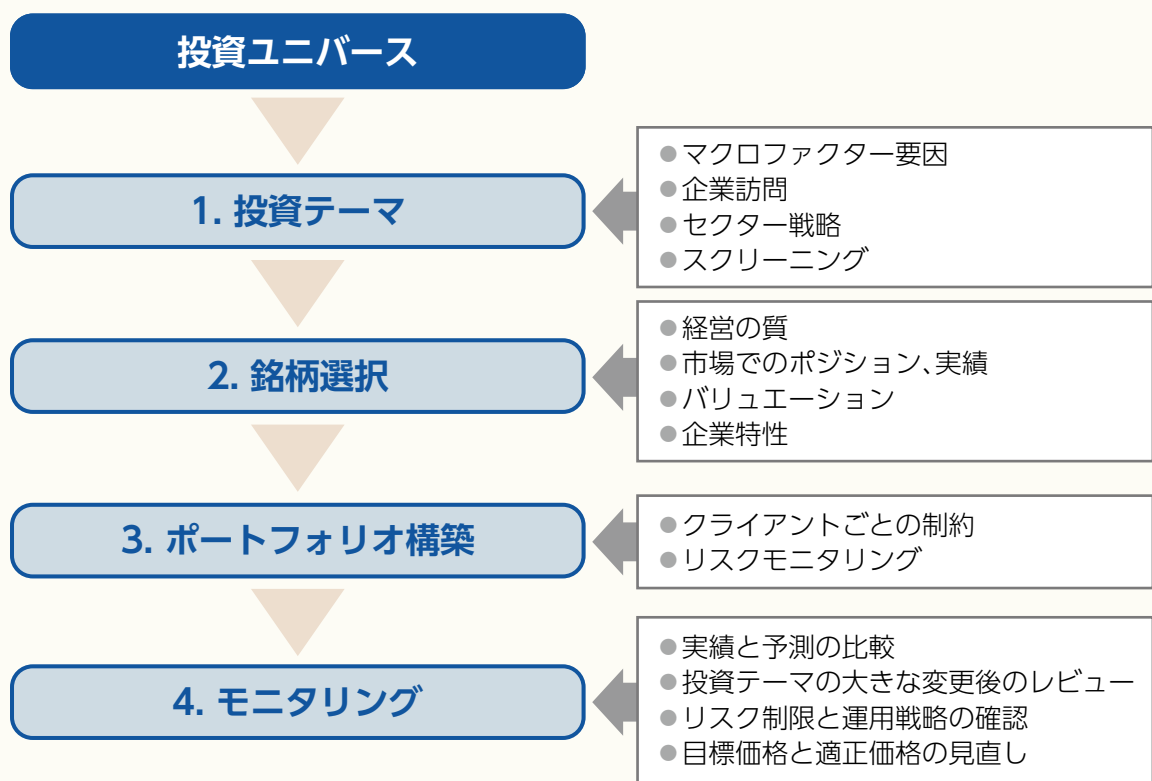 投資ユニバース
1. 投資テーマ
●マクロファクター要因
●企業訪問
●セクター戦略
●スクリーニング
2. 銘柄選択
●経営の質
●市場でのポジション、実績
●バリュエーション
●企業特性
3. ポートフォリオ構築
●クライアントごとの制約
●リスクモニタリング
4. モニタリング
●実績と予測の比較
●投資テーマの大きな変更後のレビュー
●リスク制限と運用戦略の確認
●目標価格と適正価格の見直し